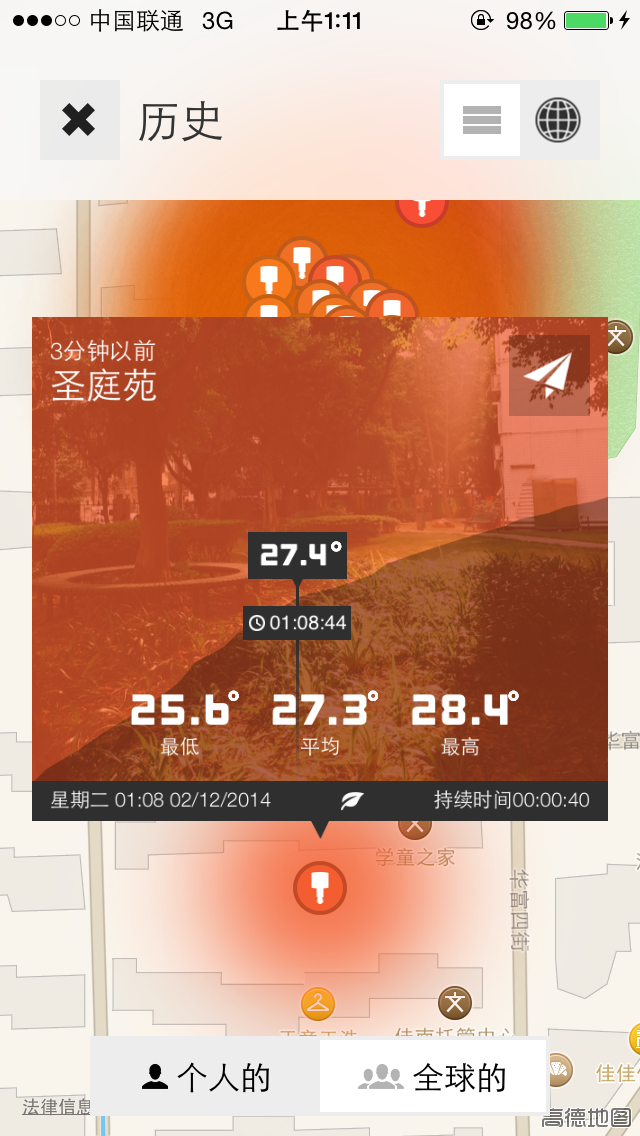 中国联通 3G 上午1:11 98%
历史
3分钟以前
圣庭苑
27.4°
01:08:44
25.6° 27.3° 28.4°
最低 平均 最高
星期二 01:08 02/12/2014 持续时间00:00:40
文
华富
学童之家
华富四街
文
个人的 全球的
佳佳
法律信息
高德地图